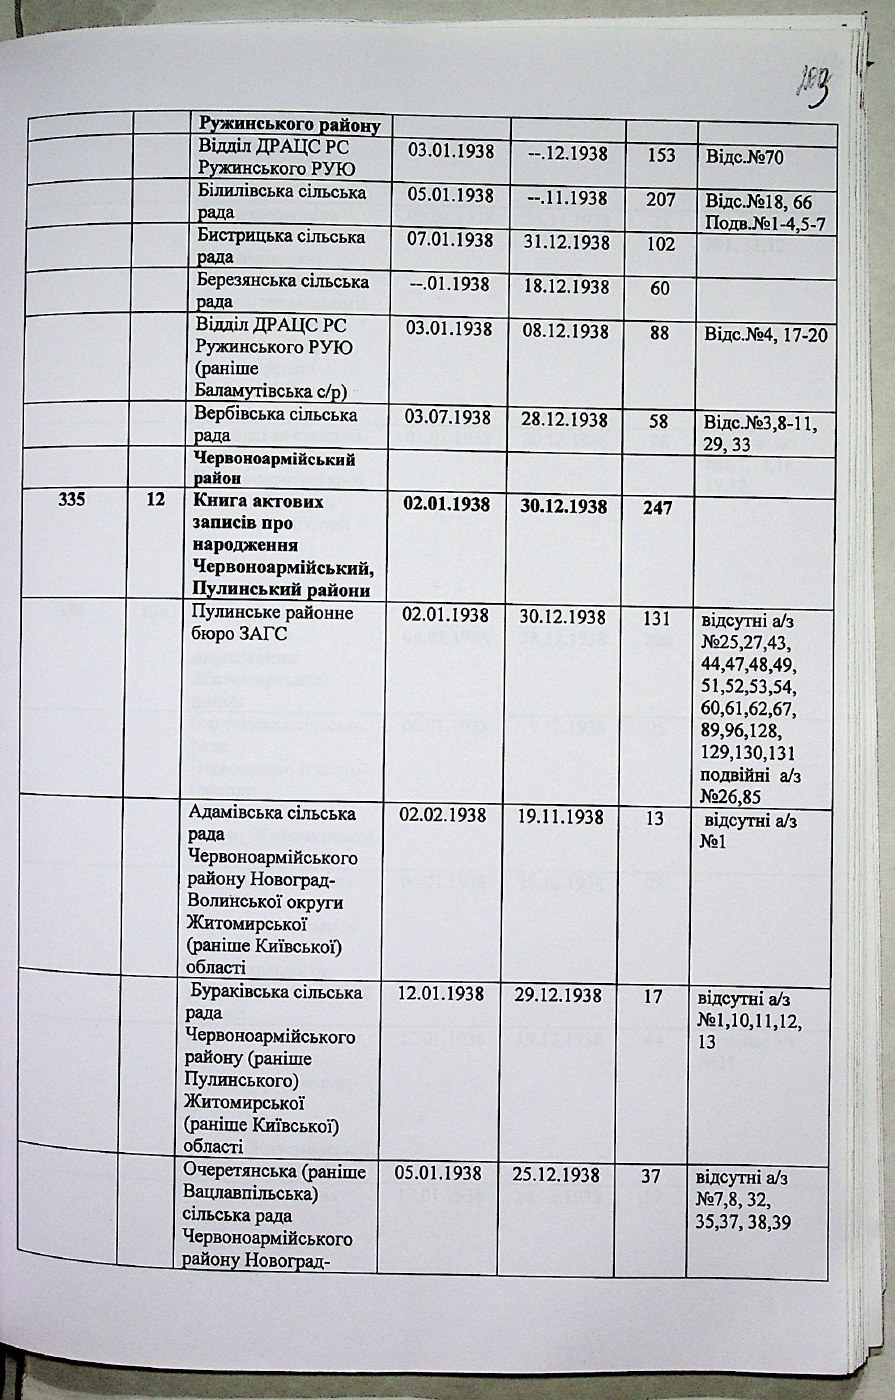 Ружинського району
Відділ ДРАЦС РС 03.01.1938 --.12.1938 153 Відс.№70
Ружинського РУЮ
Білилівська сільська 05.01.1938 --.11.1938 207 Відс.№18, 66
рада Подв.№1-4,5-7
Бистрицька сільська 07.01.1938 31.12.1938 102
рада
Березянська сільська --.01.1938 18.12.1938 60
рада
Відділ ДРАЦС РС 03.01.1938 08.12.1938 88 Відс.№4, 17-20
Ружинського РУЮ
(раніше
Баламутівська с/р)
Вербівська сільська 03.07.1938 28.12.1938 58 Відс.№3,8-11,
рада 29, 33
Червоноармійський
район
335 12 Книга актових 02.01.1938 30.12.1938 247
записів про
народження
Червоноармійський,
Пулинський райони
Пулинське районне 02.01.1938 30.12.1938 131 відсутні а/з
бюро ЗАГС №25,27,43,
44,47,48,49,
51,52,53,54,
60,61,62,67,
89,96,128,
129,130,131
подвійні а/з
№26,85
Адамівська сільська 02.02.1938 19.11.1938 13 відсутні а/з
рада №1
Червоноармійського
району Новоград-
Волинської округи
Житомирської
(раніше Київської)
області
Бураківська сільська 12.01.1938 29.12.1938 17 відсутні а/з
рада №1,10,11,12,
Червоноармійського 13
району (раніше
Пулинського)
Житомирської
(раніше Київської)
області
Очеретянська (раніше 05.01.1938 25.12.1938 37 відсутні а/з
Вацлавпільська) №7,8, 32,
сільська рада 35,37, 38,39
Червоноармійського
району Новоград-